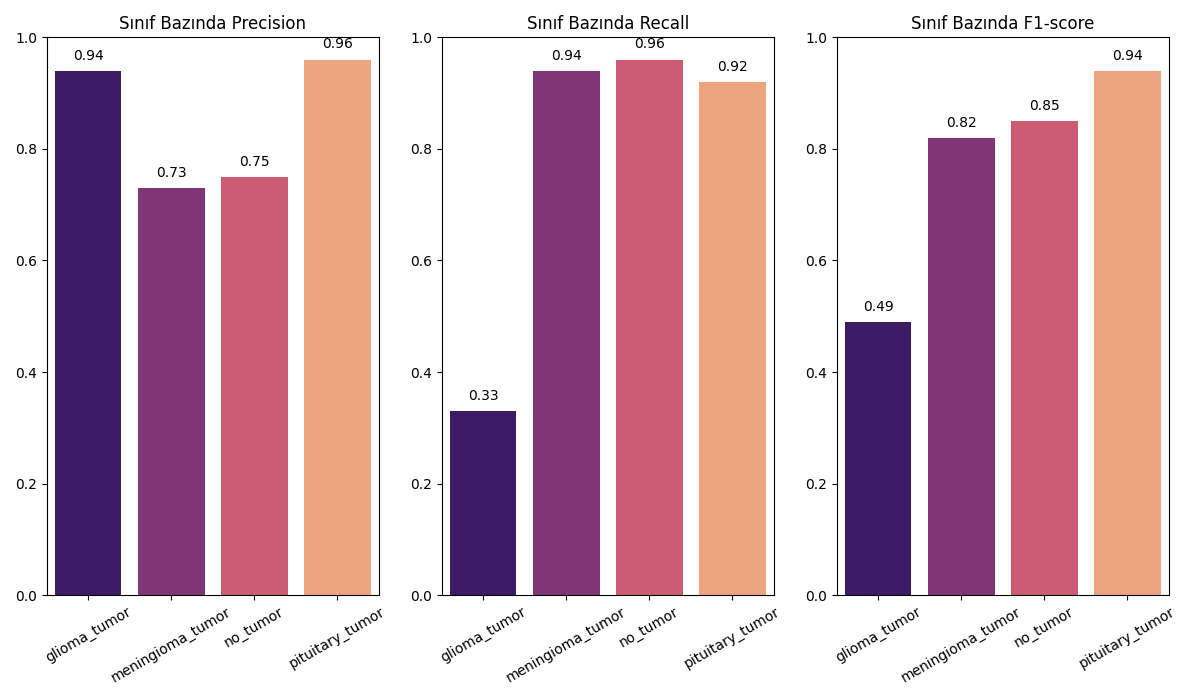 Sınıf Bazında Precision
1.0
0.8
0.6
0.4
0.2
0.0
0.94
0.73
0.75
0.96
glioma_tumor
meningioma_tumor
no_tumor
pituitary_tumor
Sınıf Bazında Recall
1.0
0.8
0.6
0.4
0.2
0.0
0.33
0.94
0.96
0.92
glioma_tumor
meningioma_tumor
no_tumor
pituitary_tumor
Sınıf Bazında F1-score
1.0
0.8
0.6
0.4
0.2
0.0
0.49
0.82
0.85
0.94
glioma_tumor
meningioma_tumor
no_tumor
pituitary_tumor